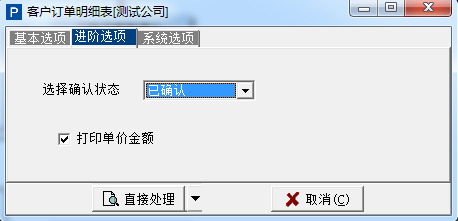 P 客户订单明细表[测试公司]
基本选项 进阶选项 系统选项
选择确认状态 已确认
打印单价金额
直接处理 取消(C)